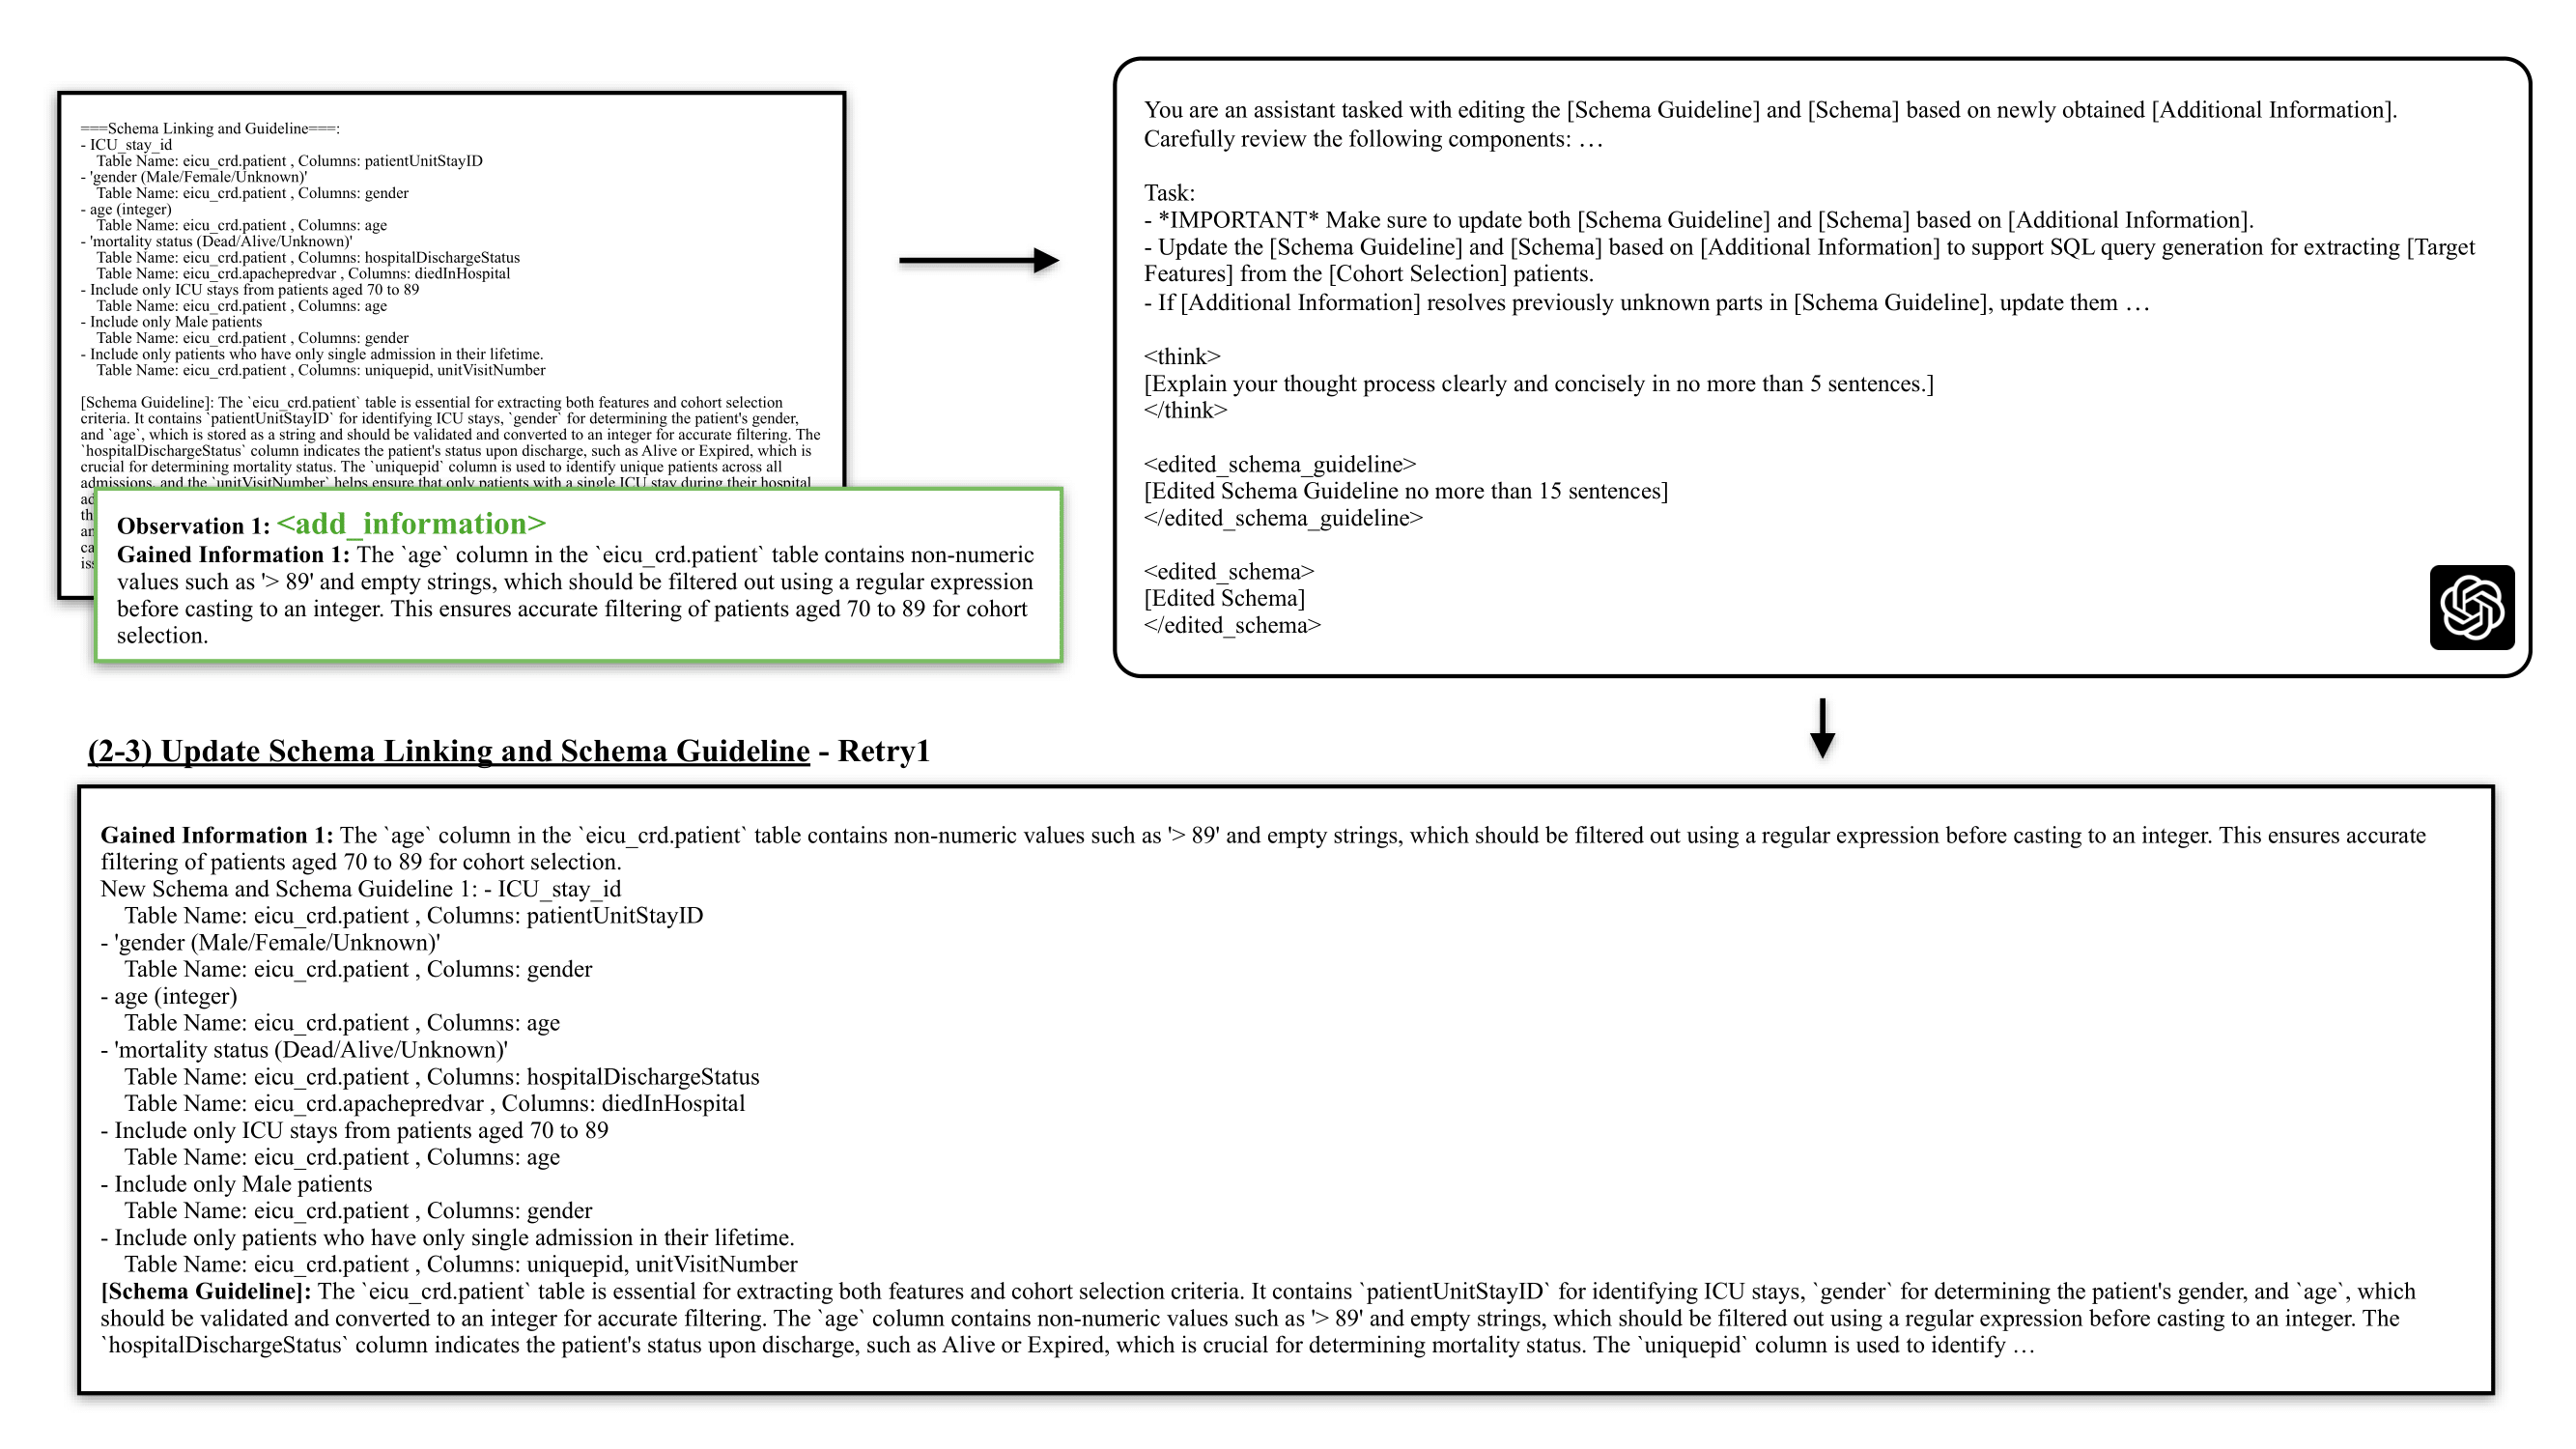 ===Schema Linking and Guideline===:
- ICU_stay_id
Table Name: eicu_crd.patient , Columns: patientUnitStayID
- 'gender (Male/Female/Unknown)'
Table Name: eicu_crd.patient , Columns: gender
- age (integer)
Table Name: eicu_crd.patient , Columns: age
- 'mortality status (Dead/Alive/Unknown)'
Table Name: eicu_crd.patient , Columns: hospitalDischargeStatus
Table Name: eicu_crd.apachepredvar , Columns: diedInHospital
- Include only ICU stays from patients aged 70 to 89
Table Name: eicu_crd.patient , Columns: age
- Include only Male patients
Table Name: eicu_crd.patient , Columns: gender
- Include only patients who have only single admission in their lifetime.
Table Name: eicu_crd.patient , Columns: uniquepid, unitVisitNumber
[Schema Guideline]: The `eicu_crd.patient` table is essential for extracting both features and cohort selection
criteria. It contains `patientUnitStayID` for identifying ICU stays, `gender` for determining the patient's gender,
and `age`, which is stored as a string and should be validated and converted to an integer for accurate filtering. The
`hospitalDischargeStatus` column indicates the patient's status upon discharge, such as Alive or Expired, which is
crucial for determining mortality status. The `uniquepid` column is used to identify unique patients across all
admissions, and the `unitVisitNumber` helps ensure that only patients with a single ICU stay during their hospital
Observation 1: <add_information>
Gained Information 1: The `age` column in the `eicu_crd.patient` table contains non-numeric
values such as '> 89' and empty strings, which should be filtered out using a regular expression
before casting to an integer. This ensures accurate filtering of patients aged 70 to 89 for cohort
selection.
You are an assistant tasked with editing the [Schema Guideline] and [Schema] based on newly obtained [Additional Information].
Carefully review the following components: …
Task:
- *IMPORTANT* Make sure to update both [Schema Guideline] and [Schema] based on [Additional Information].
- Update the [Schema Guideline] and [Schema] based on [Additional Information] to support SQL query generation for extracting [Target
Features] from the [Cohort Selection] patients.
- If [Additional Information] resolves previously unknown parts in [Schema Guideline], update them …
<think>
[Explain your thought process clearly and concisely in no more than 5 sentences.]
</think>
<edited_schema_guideline>
[Edited Schema Guideline no more than 15 sentences]
</edited_schema_guideline>
<edited_schema>
[Edited Schema]
</edited_schema>
(2-3) Update Schema Linking and Schema Guideline - Retry1
Gained Information 1: The `age` column in the `eicu_crd.patient` table contains non-numeric values such as '> 89' and empty strings, which should be filtered out using a regular expression before casting to an integer. This ensures accurate
filtering of patients aged 70 to 89 for cohort selection.
New Schema and Schema Guideline 1: - ICU_stay_id
Table Name: eicu_crd.patient , Columns: patientUnitStayID
- 'gender (Male/Female/Unknown)'
Table Name: eicu_crd.patient , Columns: gender
- age (integer)
Table Name: eicu_crd.patient , Columns: age
- 'mortality status (Dead/Alive/Unknown)'
Table Name: eicu_crd.patient , Columns: hospitalDischargeStatus
Table Name: eicu_crd.apachepredvar , Columns: diedInHospital
- Include only ICU stays from patients aged 70 to 89
Table Name: eicu_crd.patient , Columns: age
- Include only Male patients
Table Name: eicu_crd.patient , Columns: gender
- Include only patients who have only single admission in their lifetime.
Table Name: eicu_crd.patient , Columns: uniquepid, unitVisitNumber
[Schema Guideline]: The `eicu_crd.patient` table is essential for extracting both features and cohort selection criteria. It contains `patientUnitStayID` for identifying ICU stays, `gender` for determining the patient's gender, and `age`, which
should be validated and converted to an integer for accurate filtering. The `age` column contains non-numeric values such as '> 89' and empty strings, which should be filtered out using a regular expression before casting to an integer. The
`hospitalDischargeStatus` column indicates the patient's status upon discharge, such as Alive or Expired, which is crucial for determining mortality status. The `uniquepid` column is used to identify …